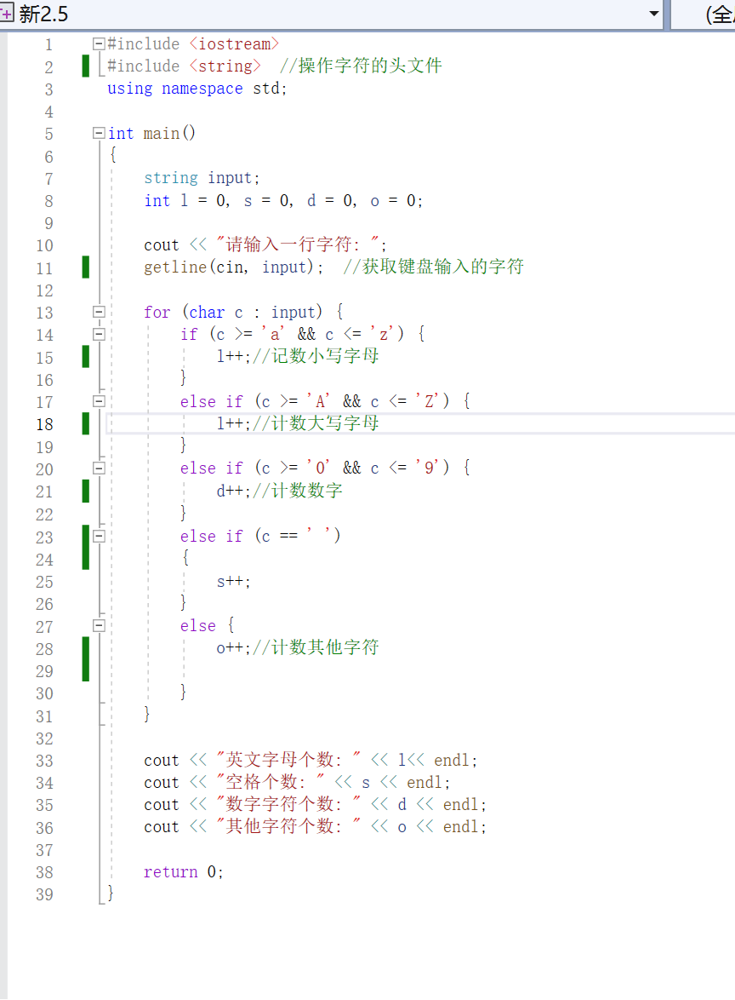 新2.5
(全
1 #include <iostream>
2 #include <string>  //操作字符的头文件
3 using namespace std;
4
5 int main()
6 {
7     string input;
8     int l = 0, s = 0, d = 0, o = 0;
9
10     cout << "请输入一行字符: ";
11     getline(cin, input);  //获取键盘输入的字符
12
13     for (char c : input) {
14         if (c >= 'a' && c <= 'z') {
15             l++;//记数小写字母
16         }
17         else if (c >= 'A' && c <= 'Z') {
18             l++;//计数大写字母
19         }
20         else if (c >= '0' && c <= '9') {
21             d++;//计数数字
22         }
23         else if (c == ' ')
24         {
25             s++;
26         }
27         else {
28             o++;//计数其他字符
29
30         }
31     }
32
33     cout << "英文字母个数: " << l<< endl;
34     cout << "空格个数: " << s << endl;
35     cout << "数字字符个数: " << d << endl;
36     cout << "其他字符个数: " << o << endl;
37
38     return 0;
39 }